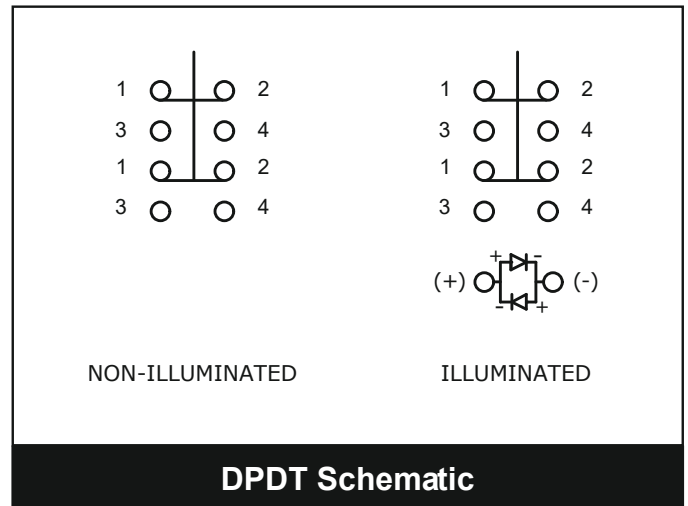 1 2 1 2
3 4 3 4
1 2 1 2
3 4 3 4
+ -
(+) (-)
- +
NON-ILLUMINATED ILLUMINATED
DPDT Schematic